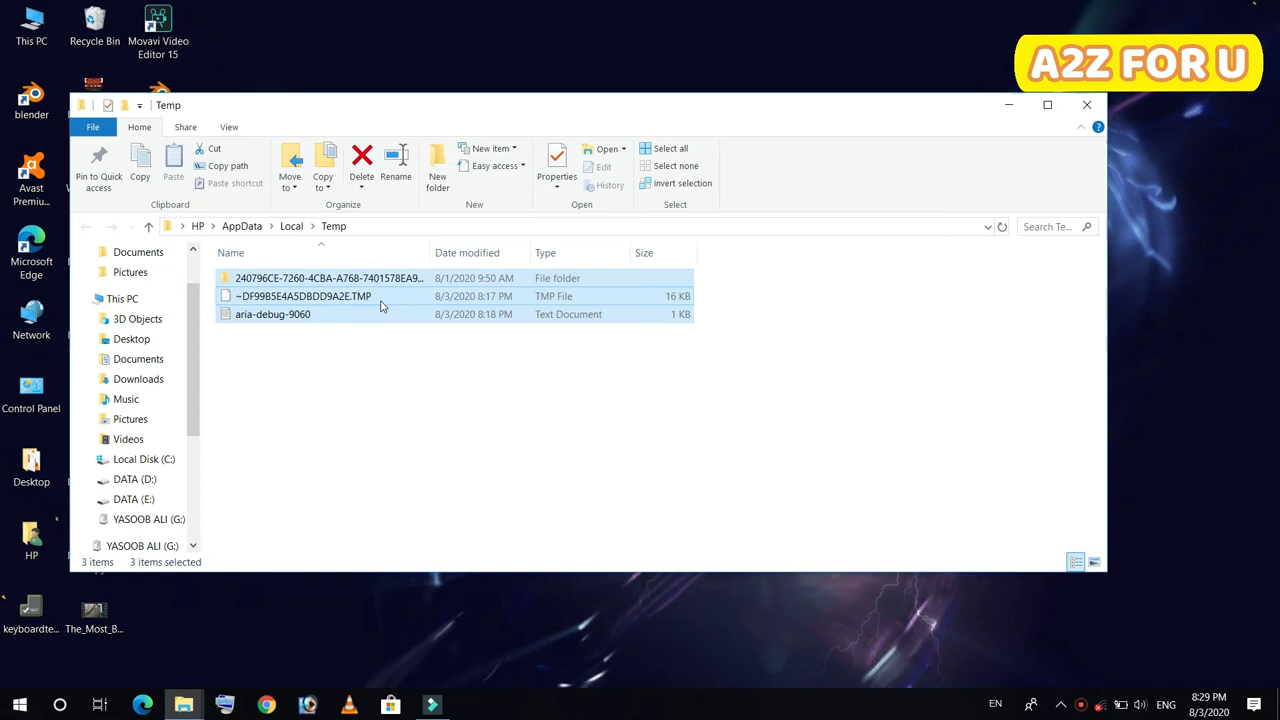 This PC
Recycle Bin
Movavi Video
Editor 15
A2Z FOR U
blender
Avast
Premiu...
Microsoft
Edge
Network
Control Panel
Desktop
HP
keyboardte...
The_Most_B...
Temp
File
Home
Share
View
Pin to Quick
access
Copy
Paste
Cut
Copy path
Paste shortcut
Clipboard
Move
to
Copy
to
Delete
Rename
Organize
New
folder
New item
Easy access
New
Properties
Open
Edit
History
Open
Select all
Select none
Invert selection
Select
HP
AppData
Local
Temp
Search Te...
Documents
Pictures
This PC
3D Objects
Desktop
Documents
Downloads
Music
Pictures
Videos
Local Disk (C:)
DATA (D:)
DATA (E:)
YASOOB ALI (G:)
YASOOB ALI (G:)
Name Date modified Type Size
240796CE-7260-4CBA-A768-7401578EA9... 8/1/2020 9:50 AM File folder
~DF99B5E4A5DBDD9A2E.TMP 8/3/2020 8:17 PM TMP File 16 KB
aria-debug-9060 8/3/2020 8:18 PM Text Document 1 KB
3 items 3 items selected
EN
ENG
8:29 PM
8/3/2020